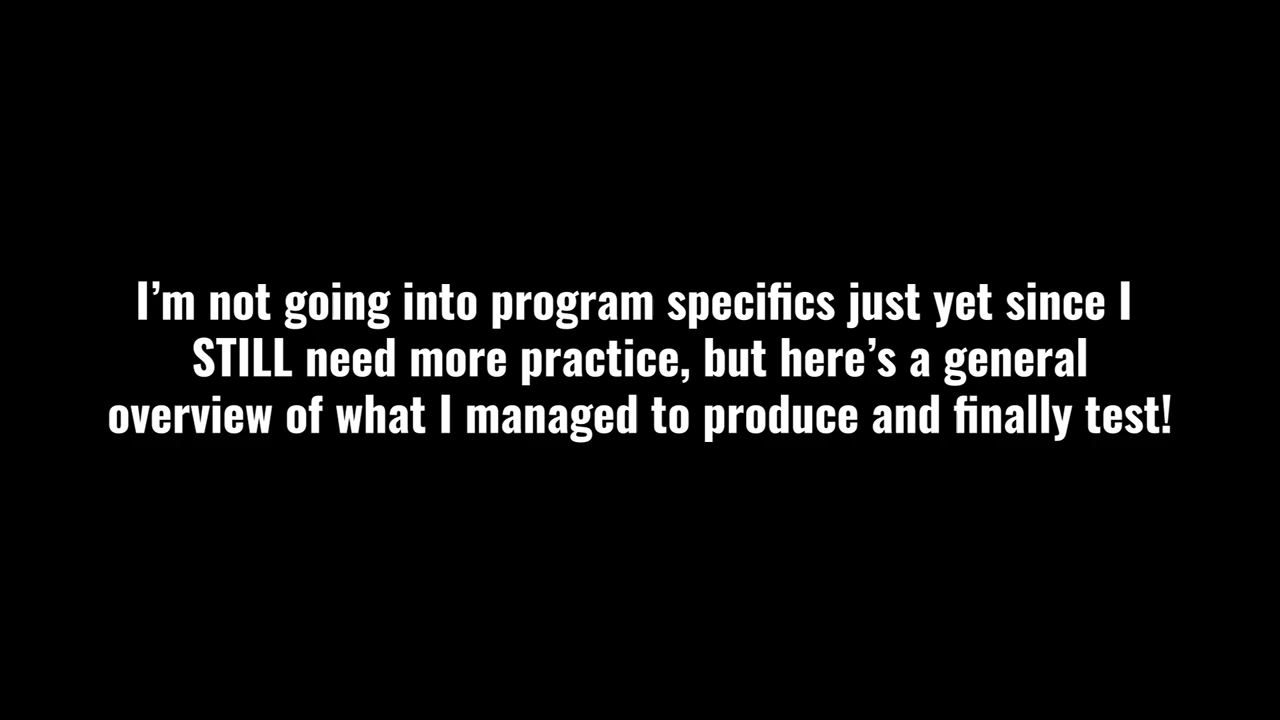 I’m not going into program specifics just yet since I
STILL need more practice, but here’s a general
overview of what I managed to produce and finally test!